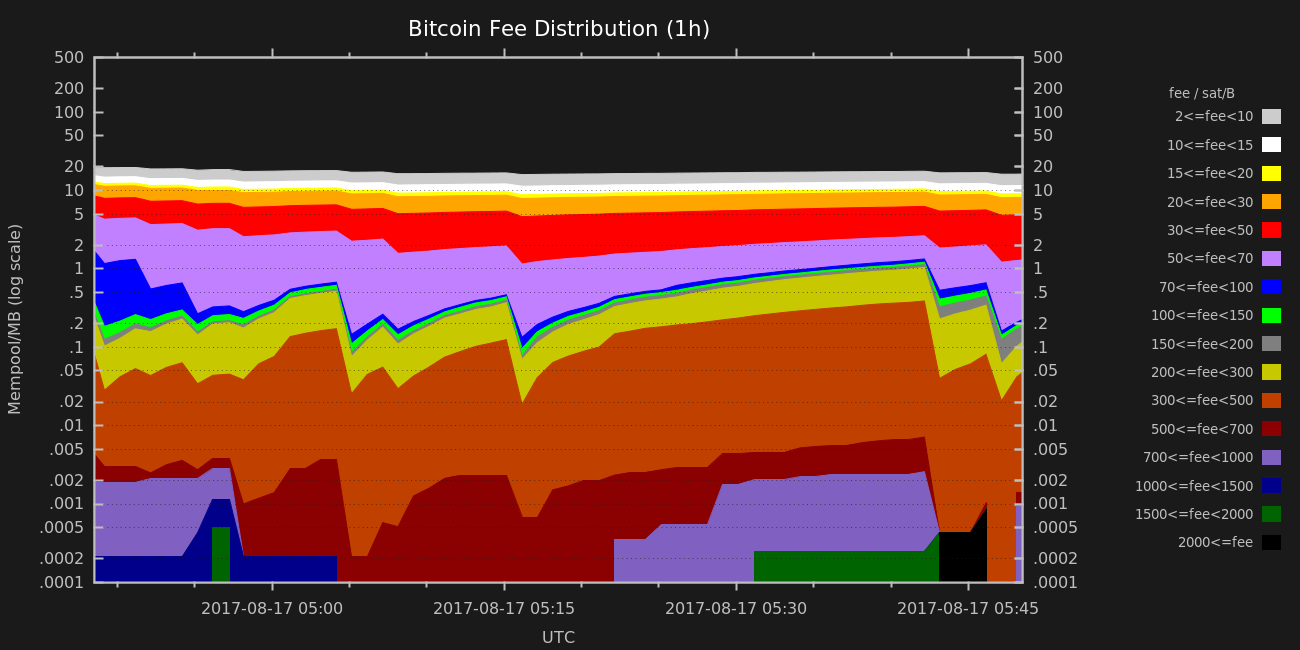 Bitcoin Fee Distribution (1h)
500 500
200 200
100 100
50 50
20 20
10 10
5 5
2 2
1 1
.5 .5
.2 .2
.1 .1
.05 .05
.02 .02
.01 .01
.005 .005
.002 .002
.001 .001
.0005 .0005
.0002 .0002
.0001 .0001
Mempool/MB (log scale)
2017-08-17 05:00 2017-08-17 05:15 2017-08-17 05:30 2017-08-17 05:45
UTC
fee / sat/B
2<=fee<10
10<=fee<15
15<=fee<20
20<=fee<30
30<=fee<50
50<=fee<70
70<=fee<100
100<=fee<150
150<=fee<200
200<=fee<300
300<=fee<500
500<=fee<700
700<=fee<1000
1000<=fee<1500
1500<=fee<2000
2000<=fee